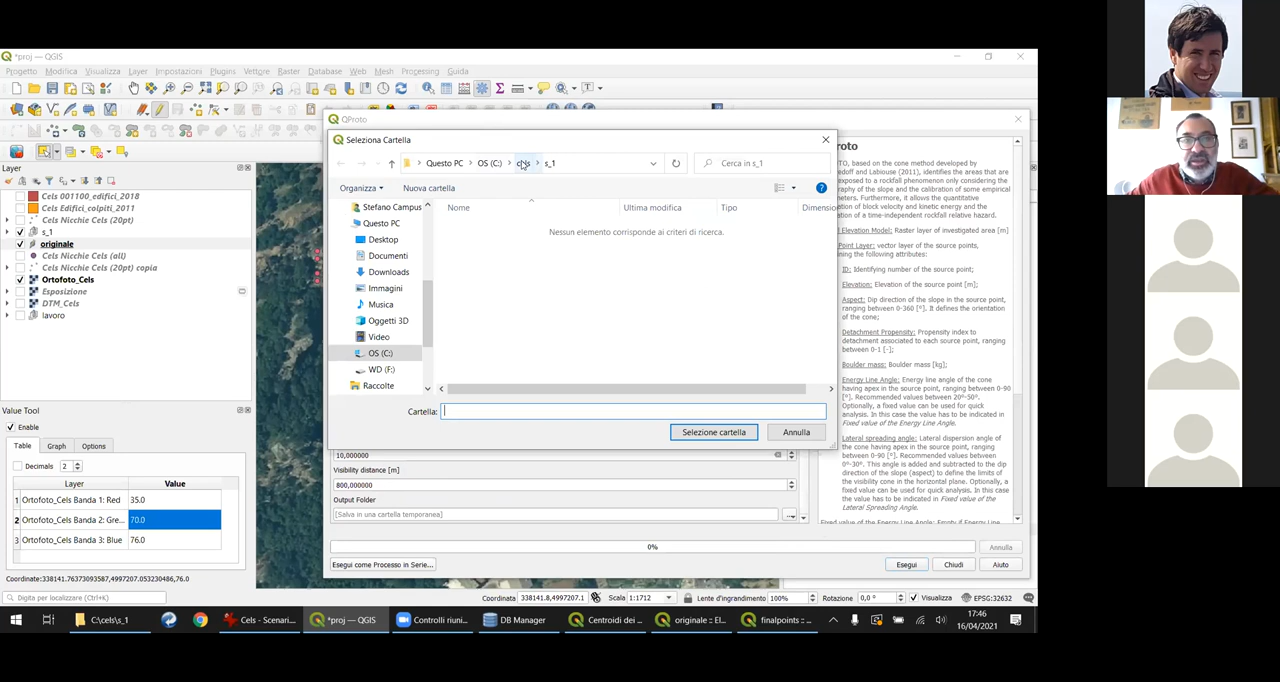 *proj — QGIS
Progetto Modifica Visualizza Layer Impostazioni Plugins Vettore Raster Database Web Mesh Processing Guida
QProto
Seleziona Cartella
Questo PC > OS (C:) > cels > s_1
Cerca in s_1
Organizza
Nuova cartella
Stefano Campus
Questo PC
Desktop
Documenti
Downloads
Immagini
Musica
Oggetti 3D
Video
OS (C:)
WD (F:)
Raccolte
Nome Ultima modifica Tipo Dimensio
Nessun elemento corrisponde ai criteri di ricerca.
Cartella:
Selezione cartella
Annulla
10,000000
Visibility distance [m]
800,000000
Output Folder
[Salva in una cartella temporanea]
...
0%
Annulla
Esegui come Processo in Serie...
Esegui
Chiudi
Aiuto
roto
OTO, based on the cone method developed by
edoff and Labiouse (2011), identifies the areas that
exposed to a rockfall phenomenon only considering the
graphy of the slope and the calibration of some empirical
meters. Furthermore, it allows the quantitative
ation of block velocity and kinetic energy and the
ation of a time-independent rockfall relative hazard.
l Elevation Model: Raster layer of investigated area [m]
Point Layer: vector layer of the source points,
ning the following attributes:
ID: Identifying number of the source point;
Elevation: Elevation of the source point [m];
Aspect: Dip direction of the slope in the source point,
ranging between 0-360 [°]. It defines the orientation
of the cone;
Detachment Propensity: Propensity index to
detachment associated to each source point, ranging
between 0-1 [-];
Boulder mass: Boulder mass [kg];
Energy Line Angle: Energy line angle of the cone
having apex in the source point, ranging between 0-90
[°]. Recommended values between 20°-50°.
Optionally, a fixed value can be used for quick
analysis. In this case the value has to be indicated in
Fixed value of the Energy Line Angle.
Lateral spreading angle: Lateral dispersion angle of
the cone having apex in the source point, ranging
between 0-90 [°]. Recommended values between
0°-30°. This angle is added and subtracted to the dip
direction of the slope (aspect) to define the limits of
the visibility cone in the horizontal plane. Optionally, a
fixed value can be used for quick analysis. In this case
the value has to be indicated in Fixed value of the
Lateral Spreading Angle.
Fixed value of the Energy Line Angle: Empty if Energy Line
Layer
Cels 001100_edifici_2018
Cels Edifici_colpiti_2011
Cels Nicchie Cels (20pt)
s_1
originale
Cels Nicchie Cels (all)
Cels Nicchie Cels (20pt) copia
Ortofoto_Cels
Esposizione
DTM_Cels
lavoro
Value Tool
Enable
Table Graph Options
Decimals 2
Layer Value
1 Ortofoto_Cels Banda 1: Red 35.0
2 Ortofoto_Cels Banda 2: Gre... 70.0
3 Ortofoto_Cels Banda 3: Blue 76.0
Coordinate:338141.76373093587,4997207.053230486,76.0
Digita per localizzare (Ctrl+K)
Coordinata 338141.8,4997207.1 Scala 1:1712 Lente d'ingrandimento 100% Rotazione 0,0 ° Visualizza EPSG:32632
C:\cels\s_1
Cels - Scenari...
*proj — QGIS
Controlli riuni...
DB Manager
Centroidi dei ...
originale :: El...
finalpoints :: ...
17:46
16/04/2021